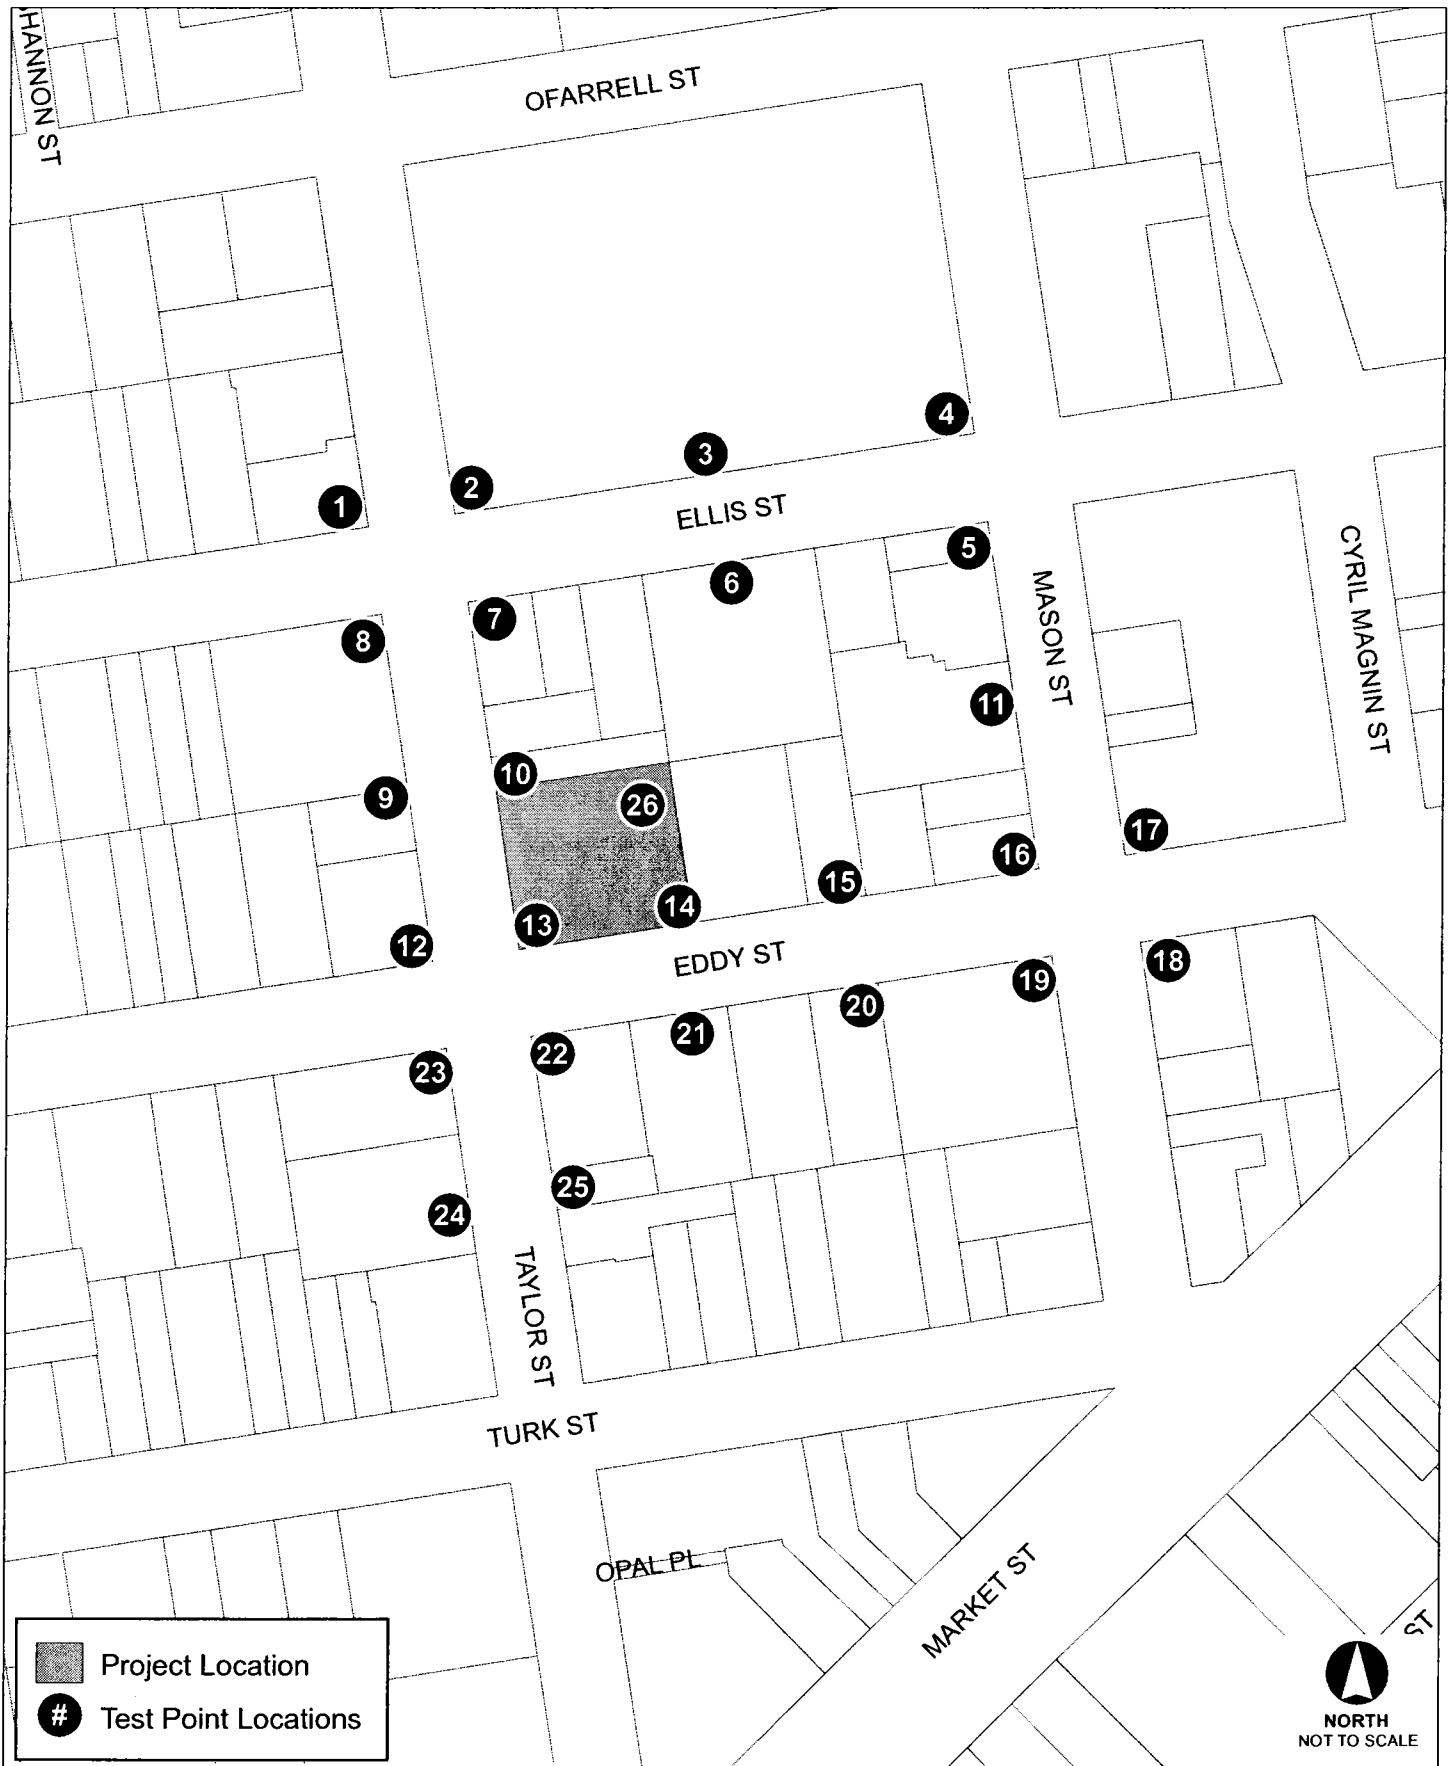 HANNON ST
OFARRELL ST
4
3
2
1
ELLIS ST
5
6
7
8
MASON ST
CYRIL MAGNIN ST
11
10
9
26
17
16
15
14
13
12
EDDY ST
18
19
20
21
22
23
25
24
TAYLOR ST
TURK ST
OPAL PL
MARKET ST
ST
Project Location
# Test Point Locations
NORTH
NOT TO SCALE